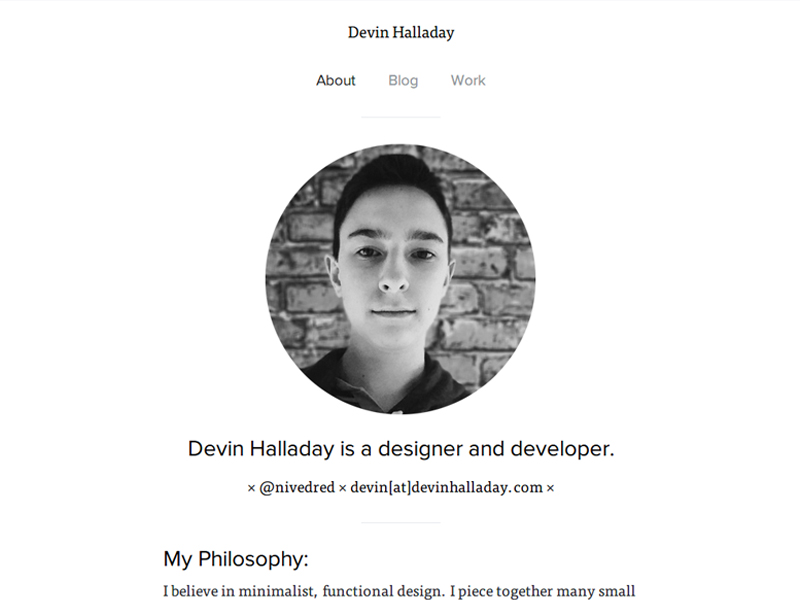 Devin Halladay
About Blog Work
Devin Halladay is a designer and developer.
× @nivedred × devin[at]devinhalladay.com ×
My Philosophy:
I believe in minimalist, functional design. I piece together many small